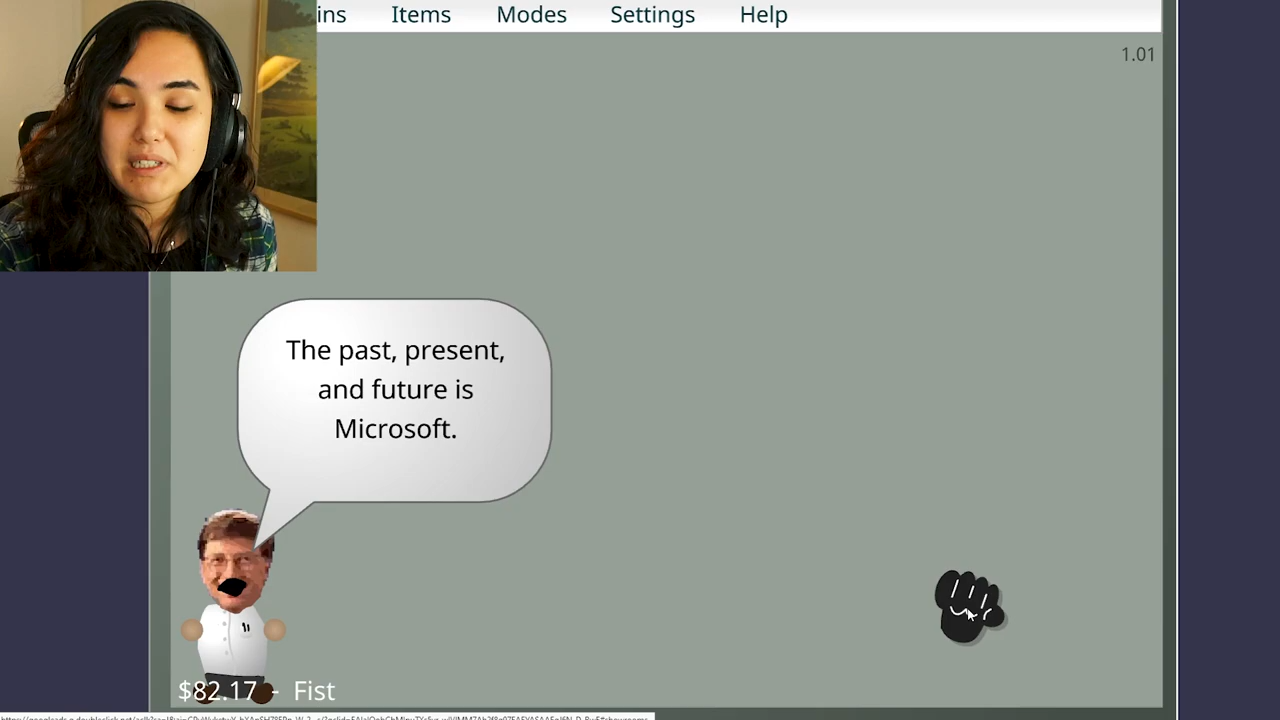 ins Items Modes Settings Help
1.01
The past, present,
and future is
Microsoft.
$82.17 - Fist